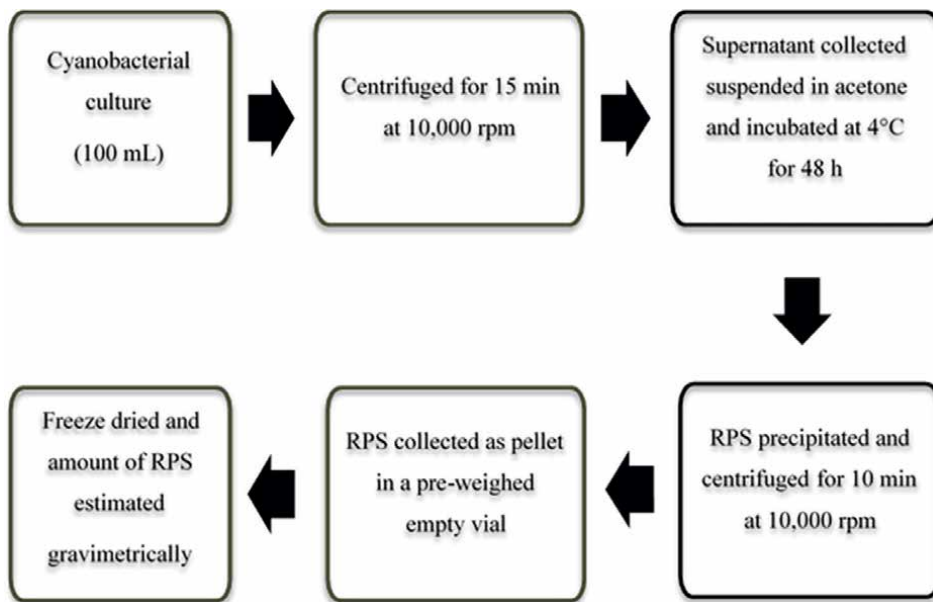 Cyanobacterial
culture
(100 mL)
Centrifuged for 15 min
at 10,000 rpm
Supernatant collected
suspended in acetone
and incubated at 4°C
for 48 h
RPS precipitated and
centrifuged for 10 min
at 10,000 rpm
RPS collected as pellet
in a pre-weighed
empty vial
Freeze dried and
amount of RPS
estimated
gravimetrically